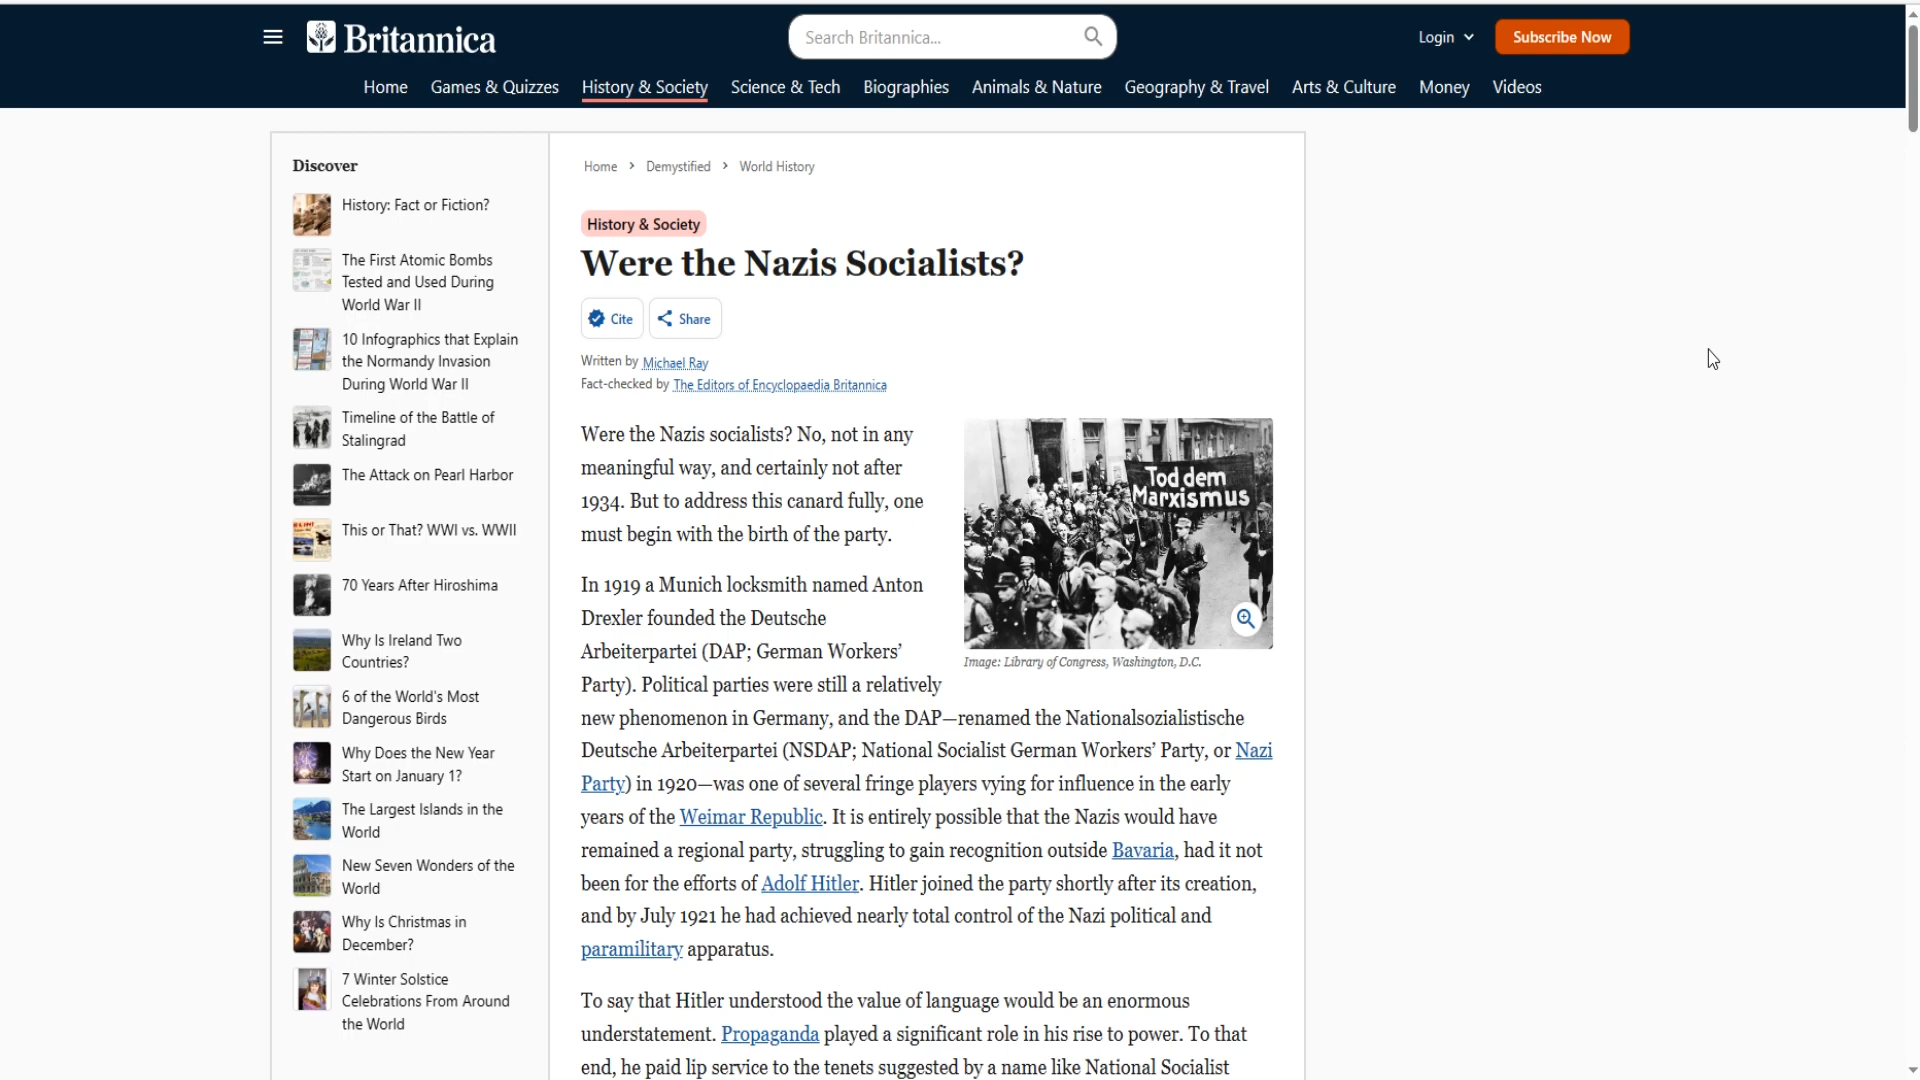 Britannica
Search Britannica...
Login
Subscribe Now
Home
Games & Quizzes
History & Society
Science & Tech
Biographies
Animals & Nature
Geography & Travel
Arts & Culture
Money
Videos
Discover
History: Fact or Fiction?
The First Atomic Bombs
Tested and Used During
World War II
10 Infographics that Explain
the Normandy Invasion
During World War II
Timeline of the Battle of
Stalingrad
The Attack on Pearl Harbor
This or That? WWI vs. WWII
70 Years After Hiroshima
Why Is Ireland Two
Countries?
6 of the World's Most
Dangerous Birds
Why Does the New Year
Start on January 1?
The Largest Islands in the
World
New Seven Wonders of the
World
Why Is Christmas in
December?
7 Winter Solstice
Celebrations From Around
the World
Home > Demystified > World History
History & Society
Were the Nazis Socialists?
Cite
Share
Written by Michael Ray
Fact-checked by The Editors of Encyclopaedia Britannica
Were the Nazis socialists? No, not in any
meaningful way, and certainly not after
1934. But to address this canard fully, one
must begin with the birth of the party.
Tod dem
Marxismus
Image: Library of Congress, Washington, D.C.
In 1919 a Munich locksmith named Anton
Drexler founded the Deutsche
Arbeiterpartei (DAP; German Workers’
Party). Political parties were still a relatively
new phenomenon in Germany, and the DAP—renamed the Nationalsozialistische
Deutsche Arbeiterpartei (NSDAP; National Socialist German Workers’ Party, or Nazi
Party) in 1920—was one of several fringe players vying for influence in the early
years of the Weimar Republic. It is entirely possible that the Nazis would have
remained a regional party, struggling to gain recognition outside Bavaria, had it not
been for the efforts of Adolf Hitler. Hitler joined the party shortly after its creation,
and by July 1921 he had achieved nearly total control of the Nazi political and
paramilitary apparatus.
To say that Hitler understood the value of language would be an enormous
understatement. Propaganda played a significant role in his rise to power. To that
end, he paid lip service to the tenets suggested by a name like National Socialist